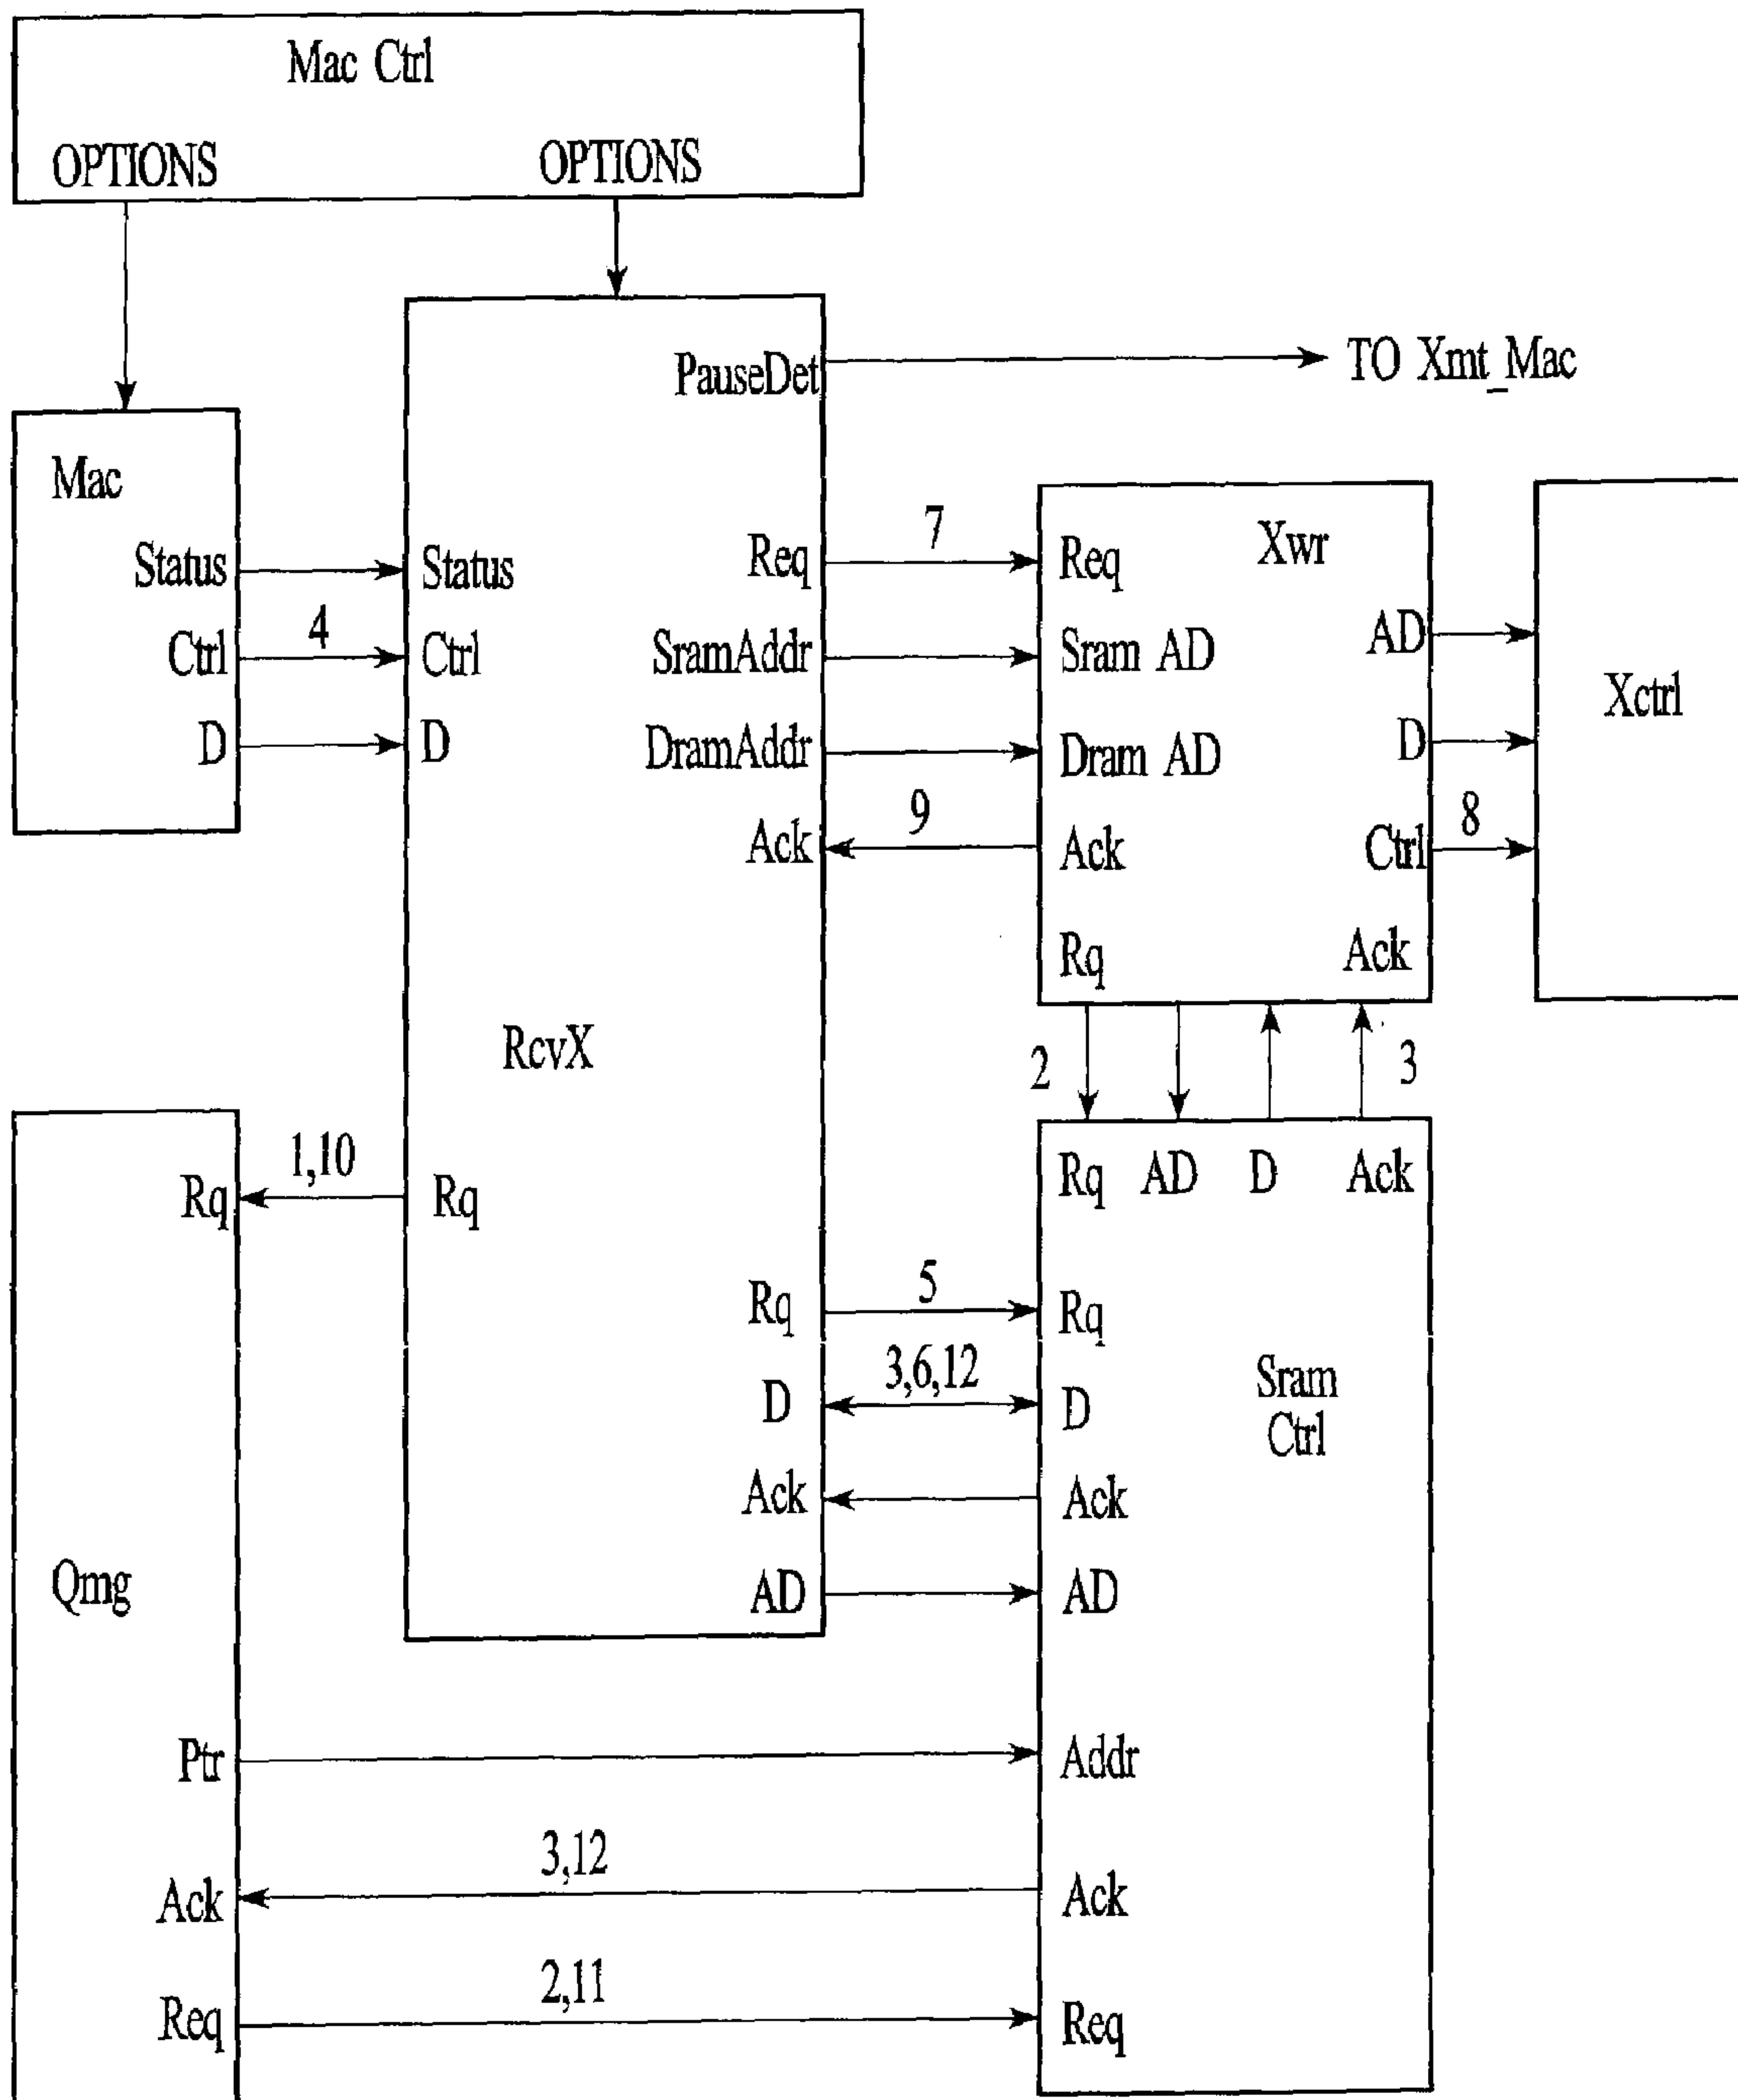 Mac Ctrl
OPTIONS OPTIONS
PauseDet TO Xmt_Mac
Mac
Status Status Req 7 Req Xwr
Ctrl 4 Ctrl SramAddr Sram AD AD Xctrl
D D DramAddr Dram AD D
Ack 9 Ack Ctrl 8
Rq Ack
RcvX 2 3
Rq 1,10 Rq Rq AD D Ack
Rq 5 Rq
D 3,6,12 D Sram
Ctrl
Ack Ack
Qmg AD AD
Ptr Addr
Ack 3,12 Ack
Req 2,11 Req